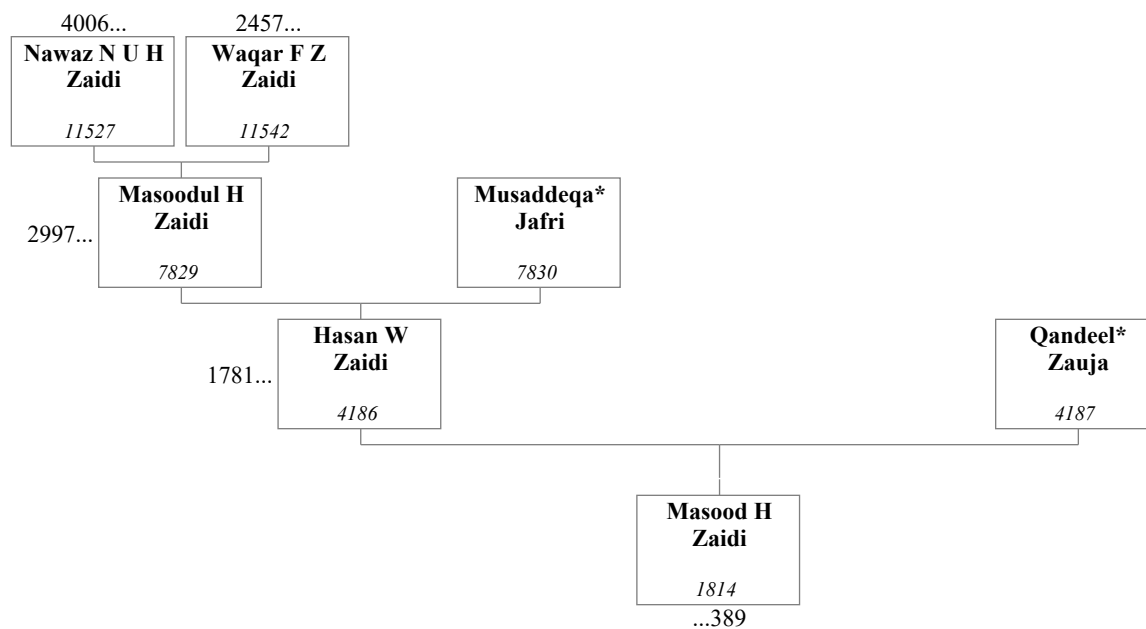 4006...
2457...
Nawaz N U H
Zaidi
11527
Waqar F Z
Zaidi
11542
2997...
Masoodul H
Zaidi
7829
Musaddeqa*
Jafri
7830
1781...
Hasan W
Zaidi
4186
Qandeel*
Zauja
4187
Masood H
Zaidi
1814
...389